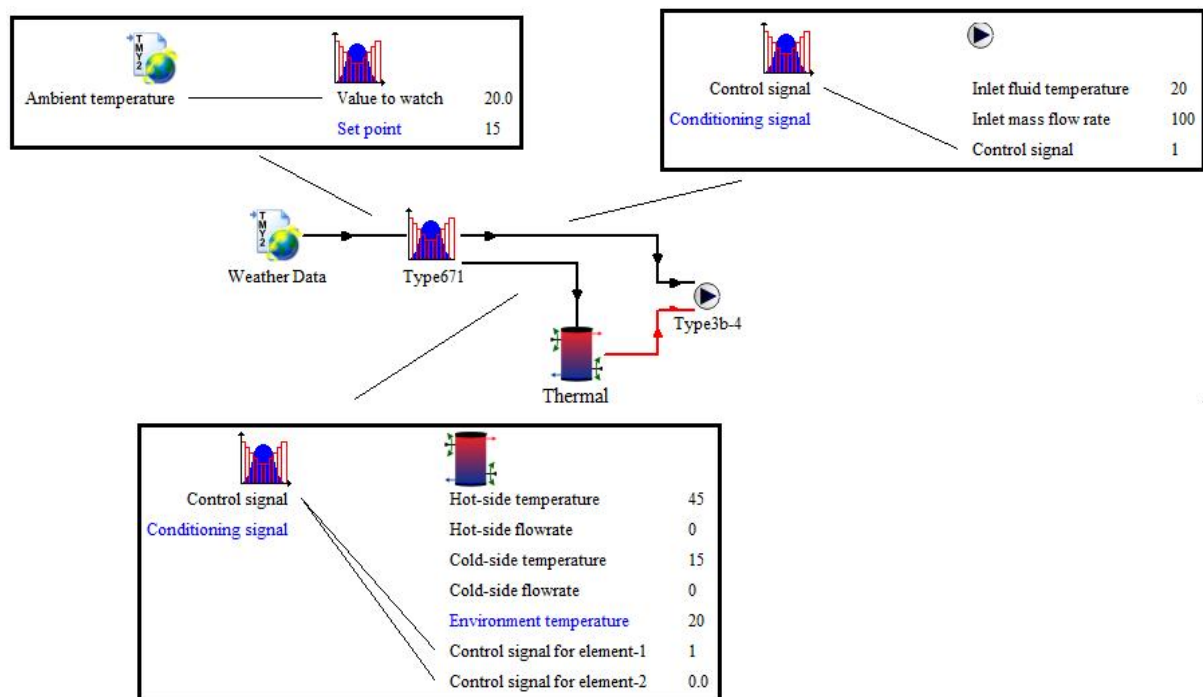 TMY2
Ambient temperature Value to watch 20.0
Set point 15
Control signal Inlet fluid temperature 20
Conditioning signal Inlet mass flow rate 100
Control signal 1
TMY2
Weather Data Type671
Type3b-4
Thermal
Control signal Hot-side temperature 45
Conditioning signal Hot-side flowrate 0
Cold-side temperature 15
Cold-side flowrate 0
Environment temperature 20
Control signal for element-1 1
Control signal for element-2 0.0